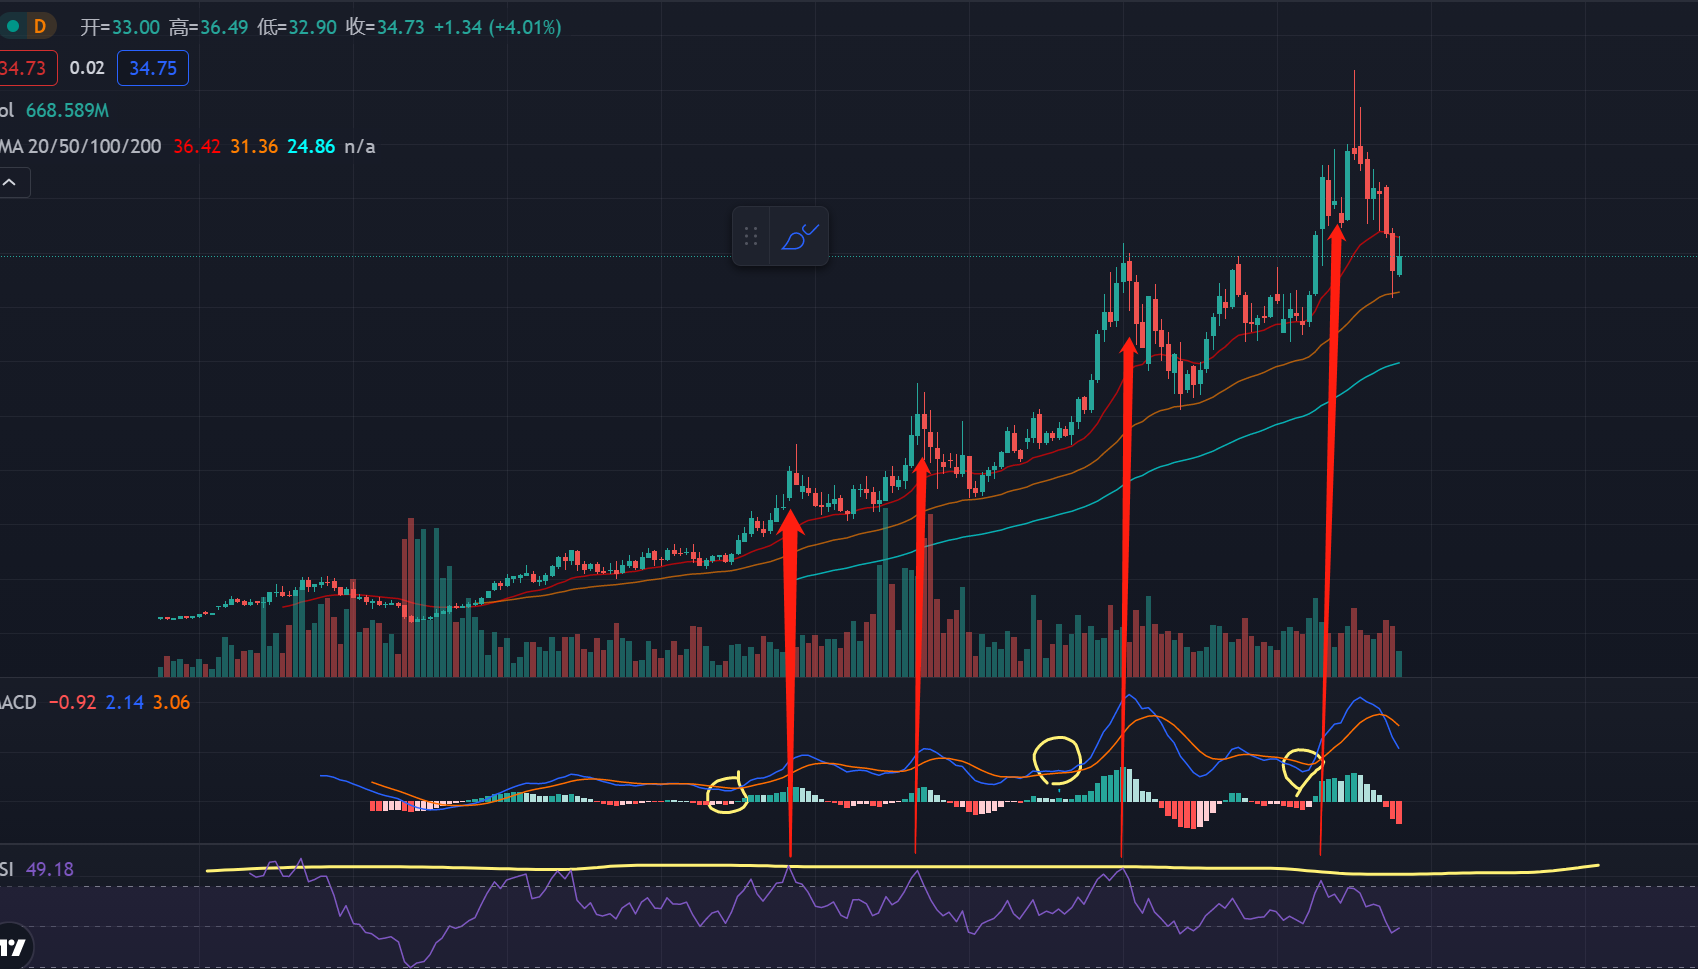 D 开=33.00 高=36.49 低=32.90 收=34.73 +1.34 (+4.01%)
34.73 0.02 34.75
ol 668.589M
MA 20/50/100/200 36.42 31.36 24.86 n/a
ACD −0.92 2.14 3.06
SI 49.18